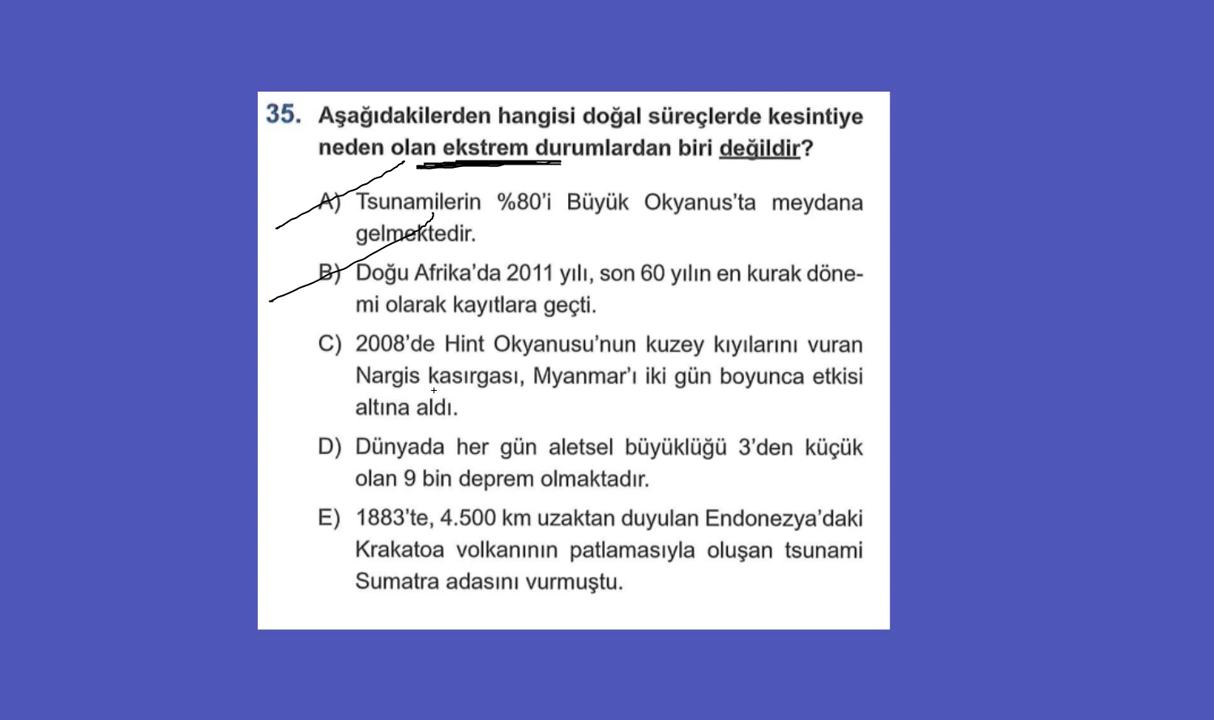 35. Aşağıdakilerden hangisi doğal süreçlerde kesintiye
neden olan ekstrem durumlardan biri değildir?
A) Tsunamilerin %80’i Büyük Okyanus’ta meydana
gelmektedir.
B) Doğu Afrika’da 2011 yılı, son 60 yılın en kurak döne-
mi olarak kayıtlara geçti.
C) 2008’de Hint Okyanusu’nun kuzey kıyılarını vuran
Nargis kasırgası, Myanmar’ı iki gün boyunca etkisi
altına aldı.
D) Dünyada her gün aletsel büyüklüğü 3’den küçük
olan 9 bin deprem olmaktadır.
E) 1883’te, 4.500 km uzaktan duyulan Endonezya’daki
Krakatoa volkanının patlamasıyla oluşan tsunami
Sumatra adasını vurmuştu.